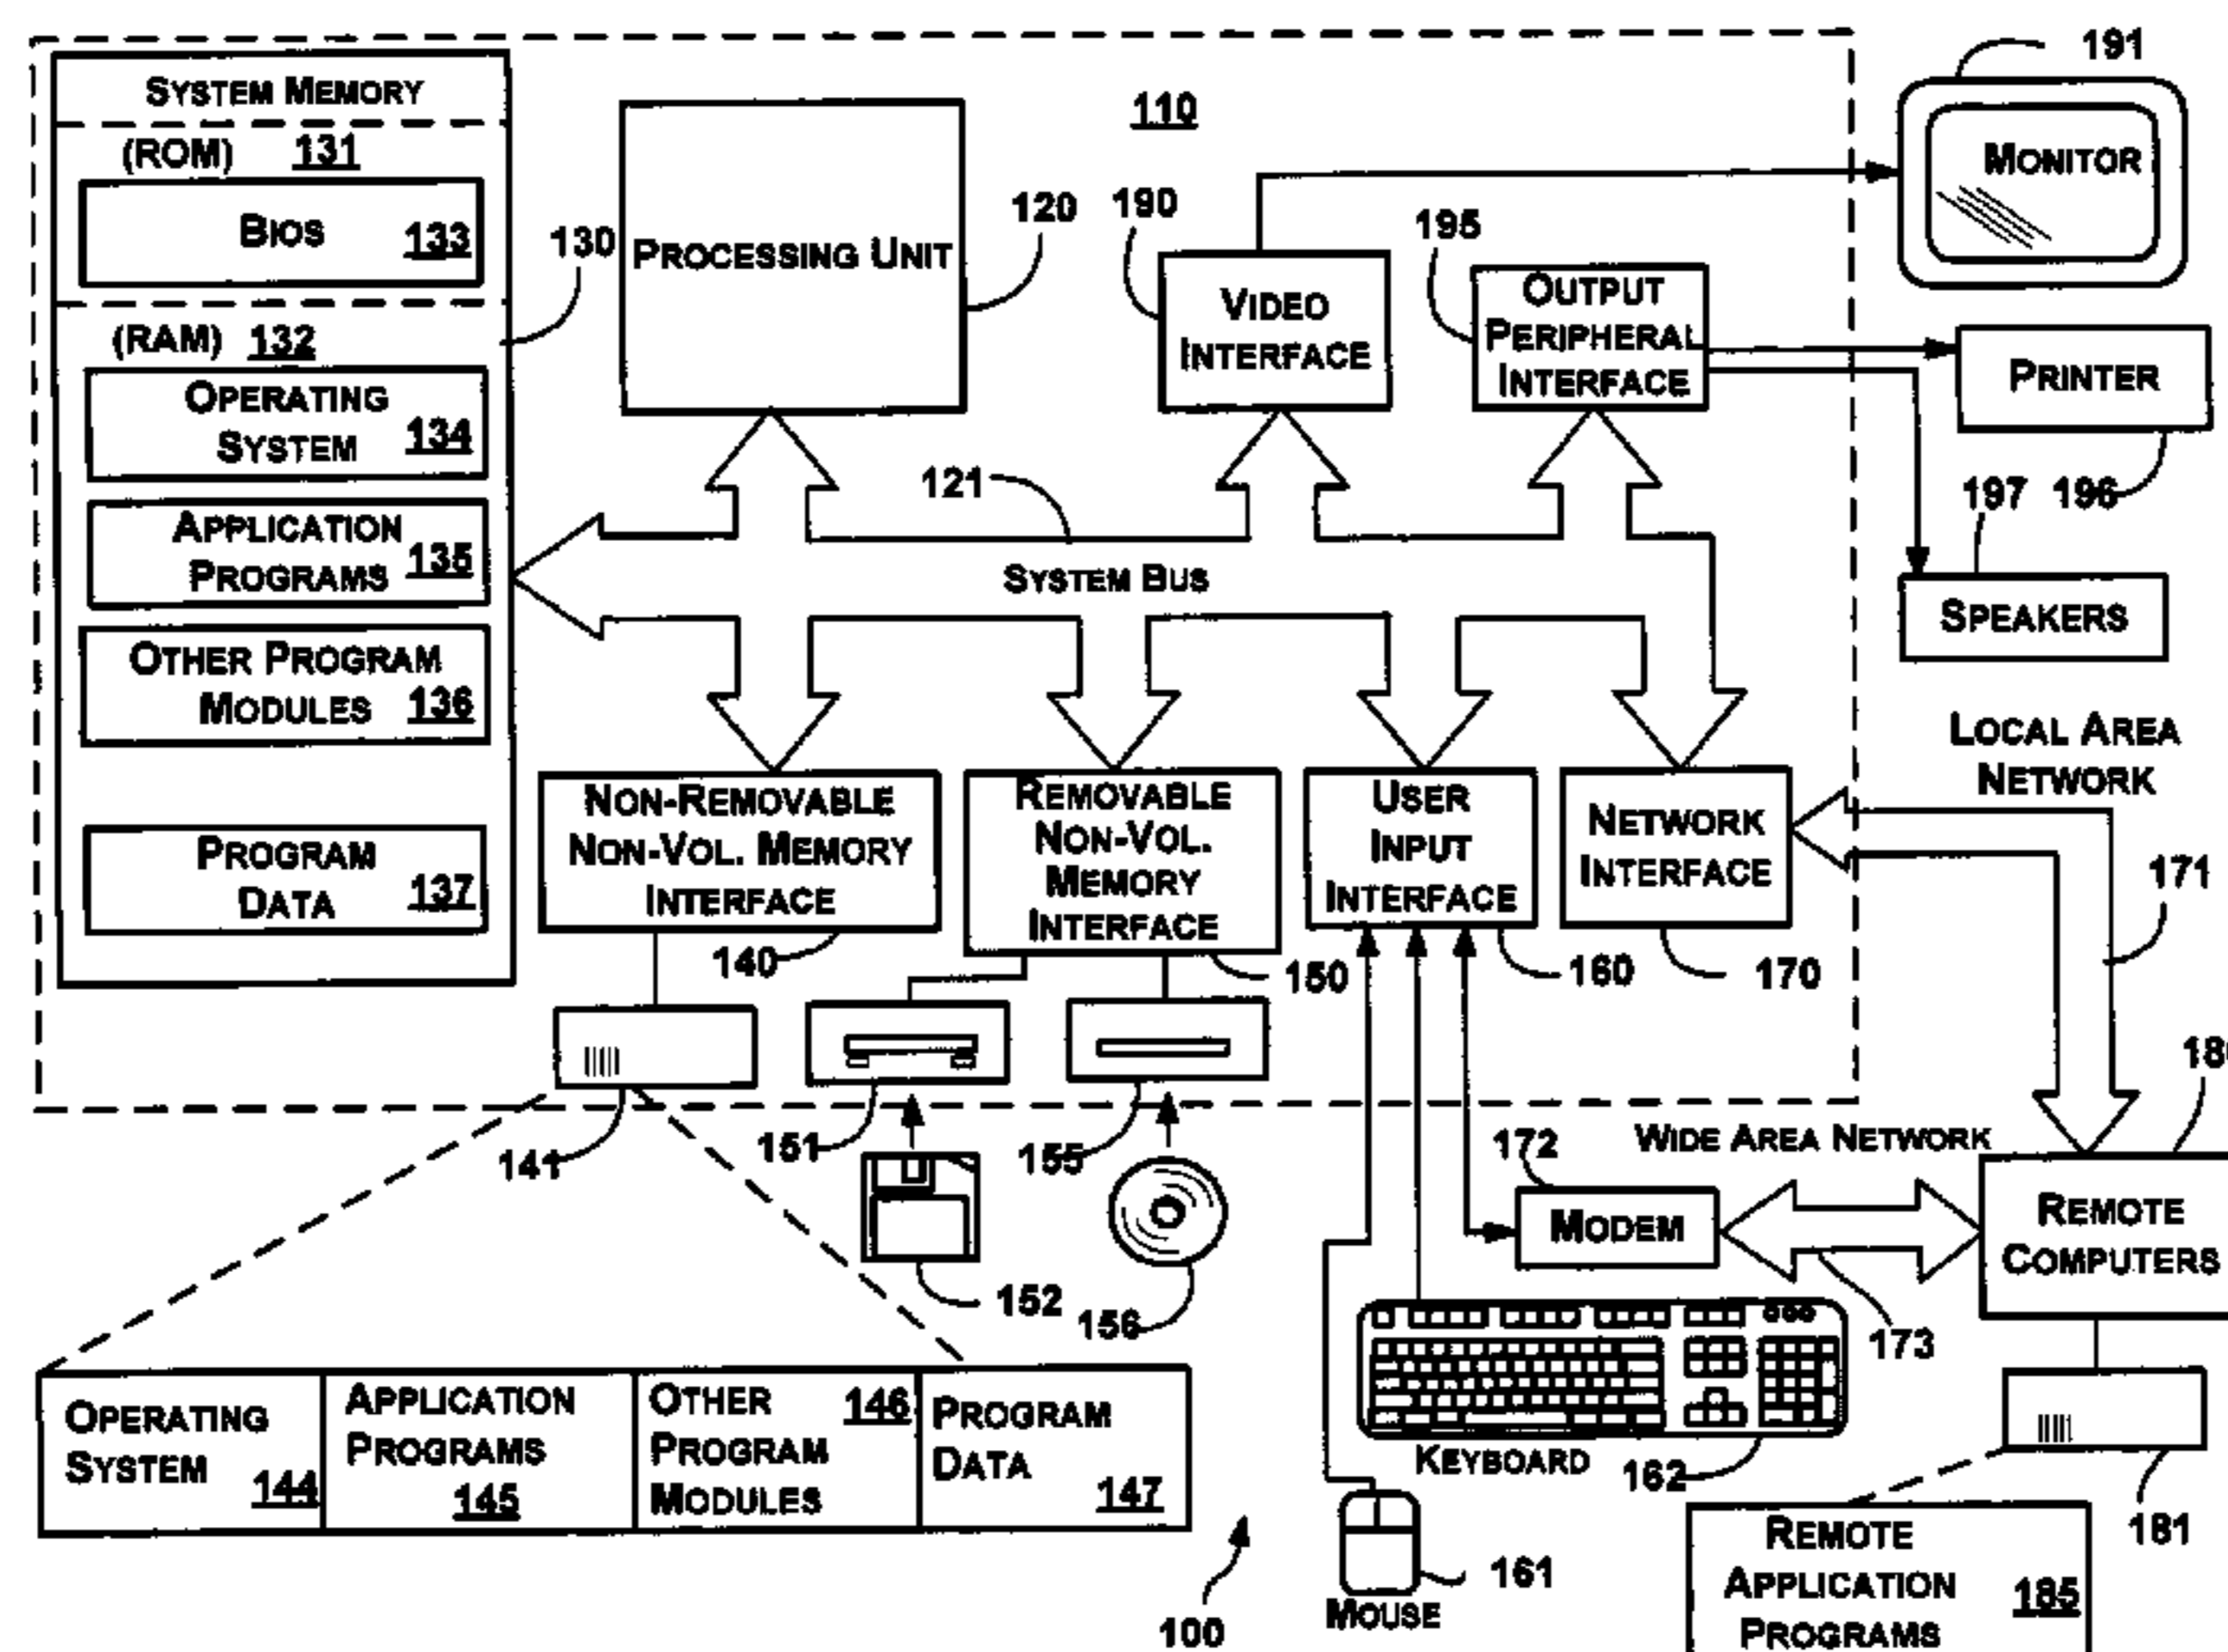 SYSTEM MEMORY
(ROM) 131
BIOS 133
(RAM) 132
OPERATING
SYSTEM 134
APPLICATION
PROGRAMS 135
OTHER PROGRAM
MODULES 136
PROGRAM
DATA 137
130
PROCESSING UNIT
120
110
190
VIDEO
INTERFACE
195
OUTPUT
PERIPHERAL
INTERFACE
191
MONITOR
PRINTER
197 196
SPEAKERS
121
SYSTEM BUS
NON-REMOVABLE
NON-VOL. MEMORY
INTERFACE
140
REMOVABLE
NON-VOL.
MEMORY
INTERFACE
150
USER
INPUT
INTERFACE
160
NETWORK
INTERFACE
170
LOCAL AREA
NETWORK
171
141
151
155
152
156
172
WIDE AREA NETWORK
MODEM
173
REMOTE
COMPUTERS
181
KEYBOARD
162
161
MOUSE
OPERATING
SYSTEM 144
APPLICATION
PROGRAMS
145
OTHER 146
PROGRAM
MODULES
PROGRAM
DATA
147
100
REMOTE
APPLICATION 185
PROGRAMS